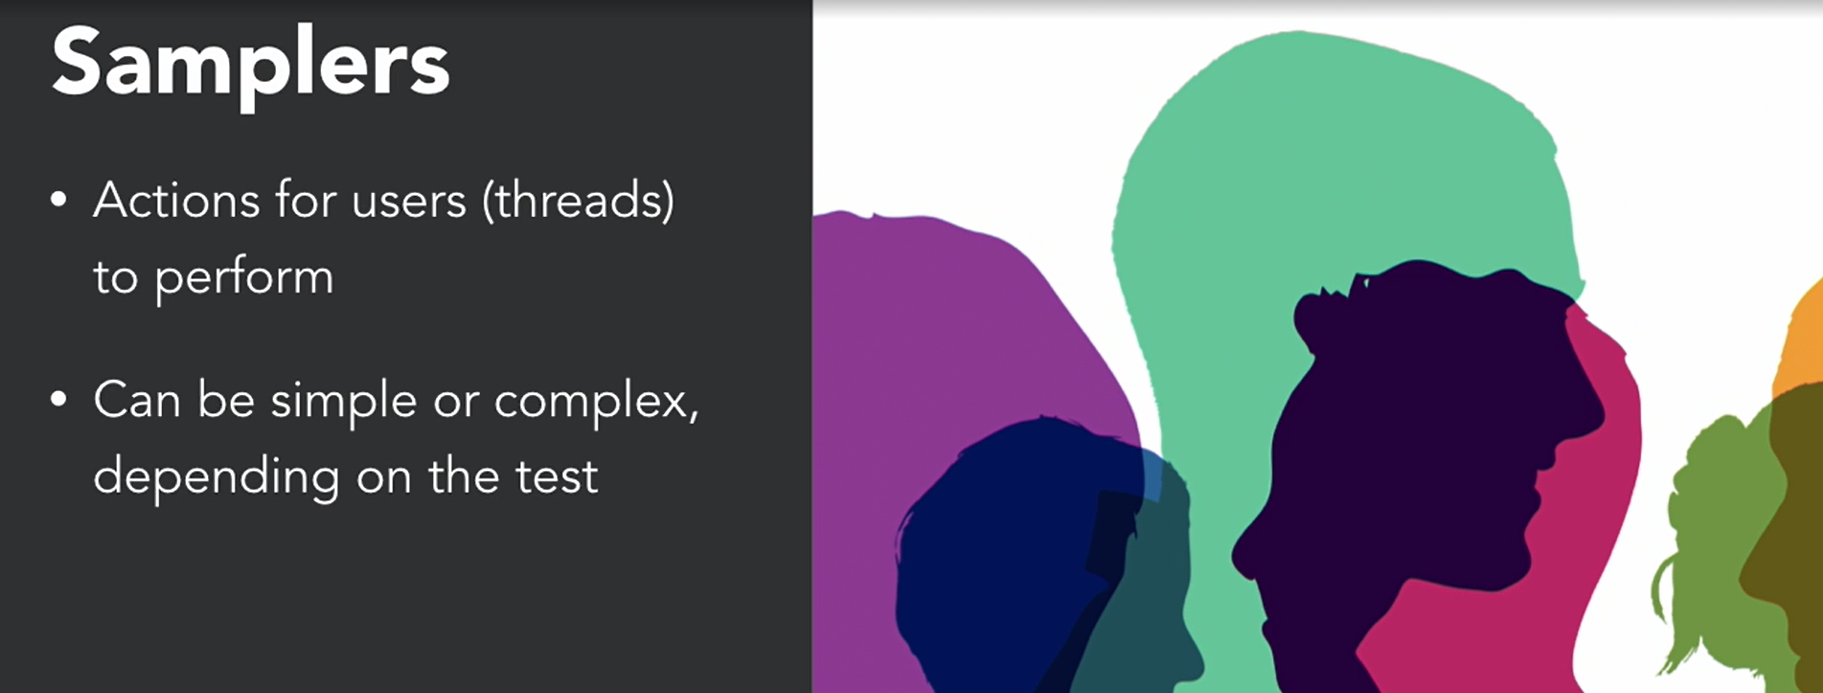 Samplers
• Actions for users (threads)
to perform
• Can be simple or complex,
depending on the test